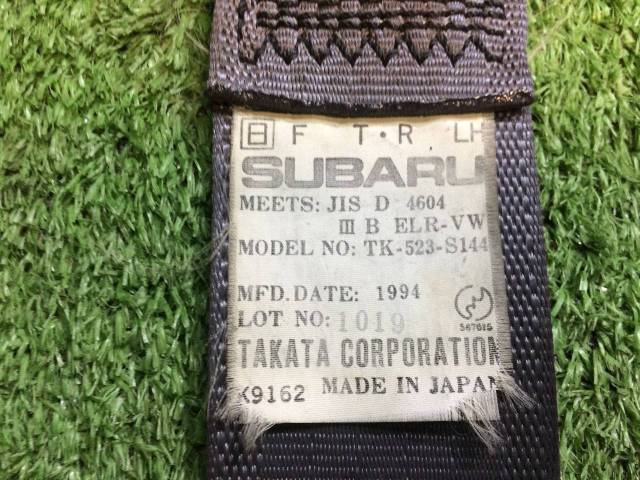 日 F T・R LH
SUBARU
MEETS: JIS D 4604
Ⅲ B ELR-VW
MODEL NO: TK-523-S144
MFD.DATE: 1994
LOT NO: 1019
TAKATA CORPORATION
K9162 MADE IN JAPAN